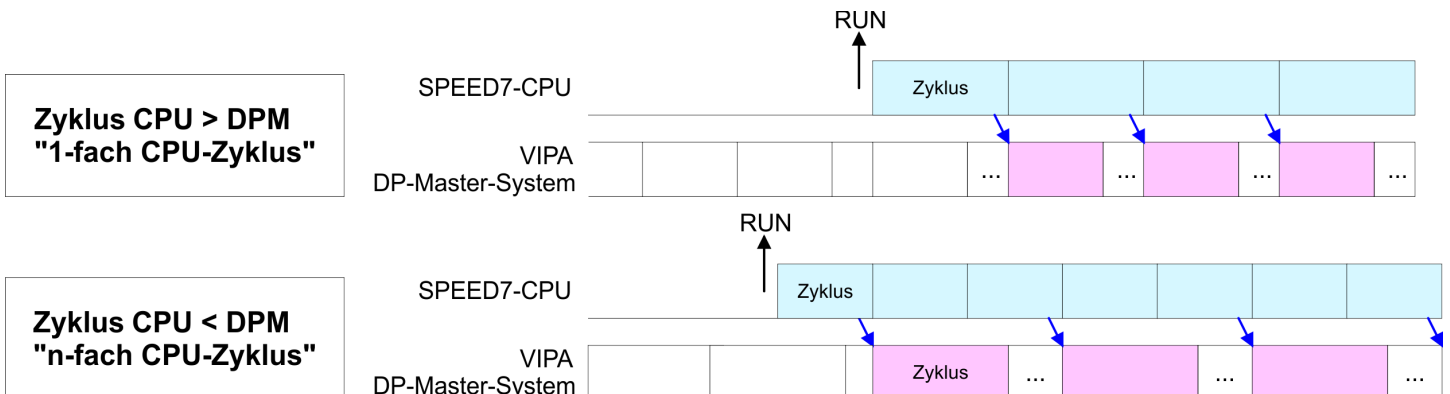 RUN
SPEED7-CPU
Zyklus
Zyklus CPU > DPM
"1-fach CPU-Zyklus"
VIPA
DP-Master-System
... ... ... ...
RUN
SPEED7-CPU
Zyklus
Zyklus CPU < DPM
"n-fach CPU-Zyklus"
VIPA
DP-Master-System
Zyklus ... ... ...